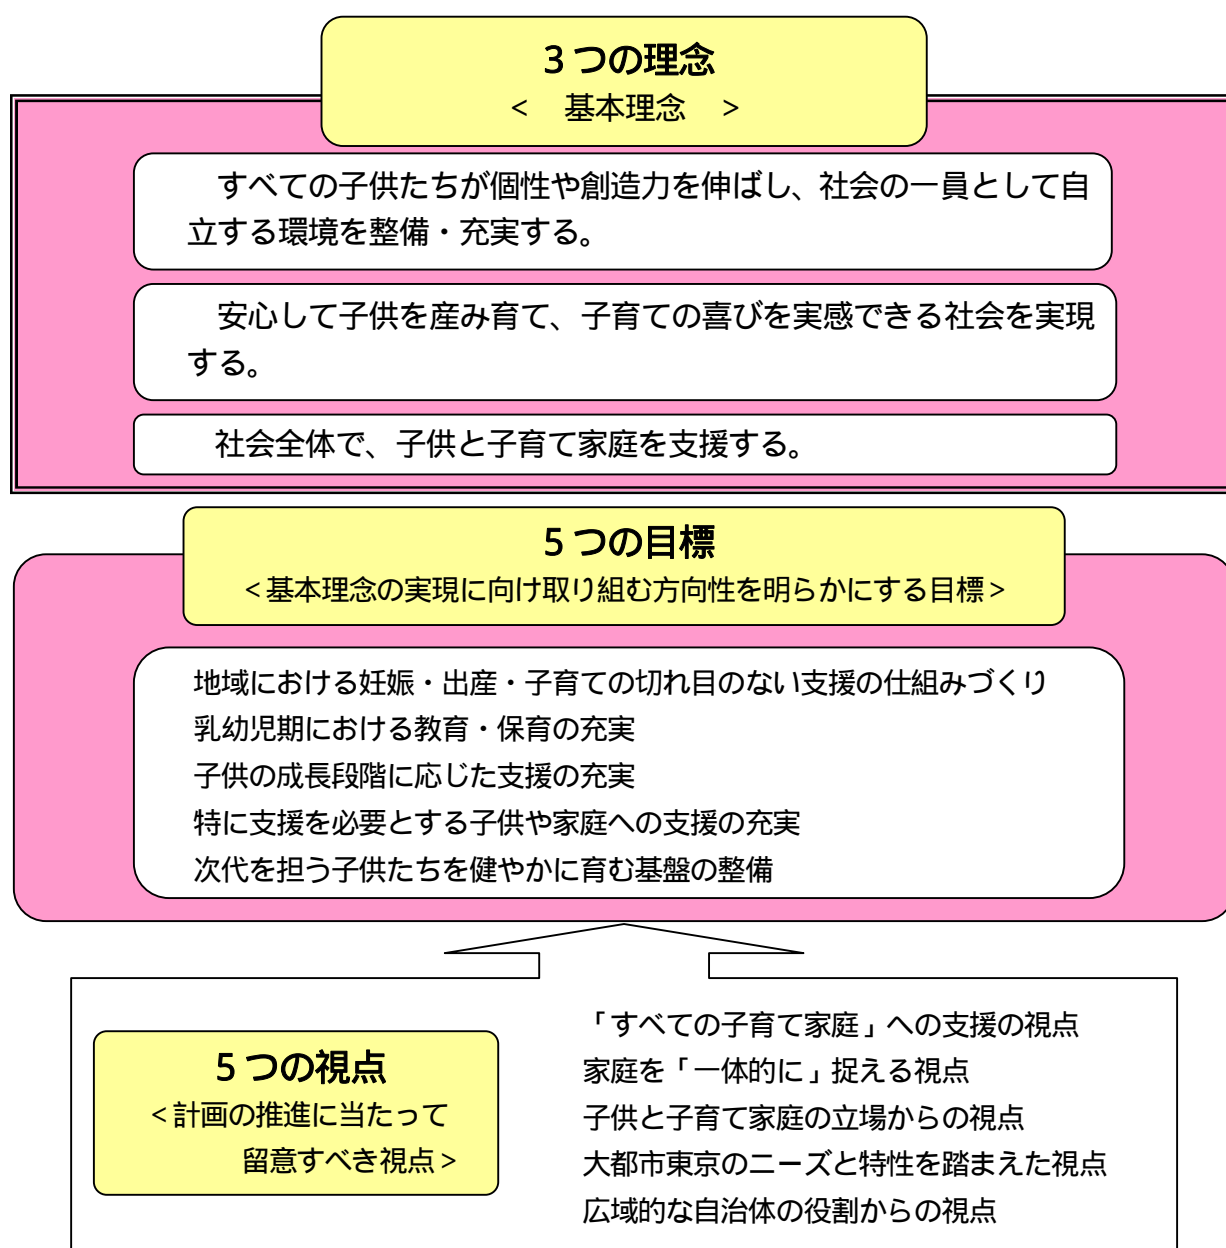 3つの理念
< 基本理念 >
すべての子供たちが個性や創造力を伸ばし、社会の一員として自
立する環境を整備・充実する。
安心して子供を産み育て、子育ての喜びを実感できる社会を実現
する。
社会全体で、子供と子育て家庭を支援する。
5つの目標
<基本理念の実現に向け取り組む方向性を明らかにする目標>
地域における妊娠・出産・子育ての切れ目のない支援の仕組みづくり
乳幼児期における教育・保育の充実
子供の成長段階に応じた支援の充実
特に支援を必要とする子供や家庭への支援の充実
次代を担う子供たちを健やかに育む基盤の整備
5つの視点
<計画の推進に当たって
留意すべき視点>
「すべての子育て家庭」への支援の視点
家庭を「一体的に」捉える視点
子供と子育て家庭の立場からの視点
大都市東京のニーズと特性を踏まえた視点
広域的な自治体の役割からの視点